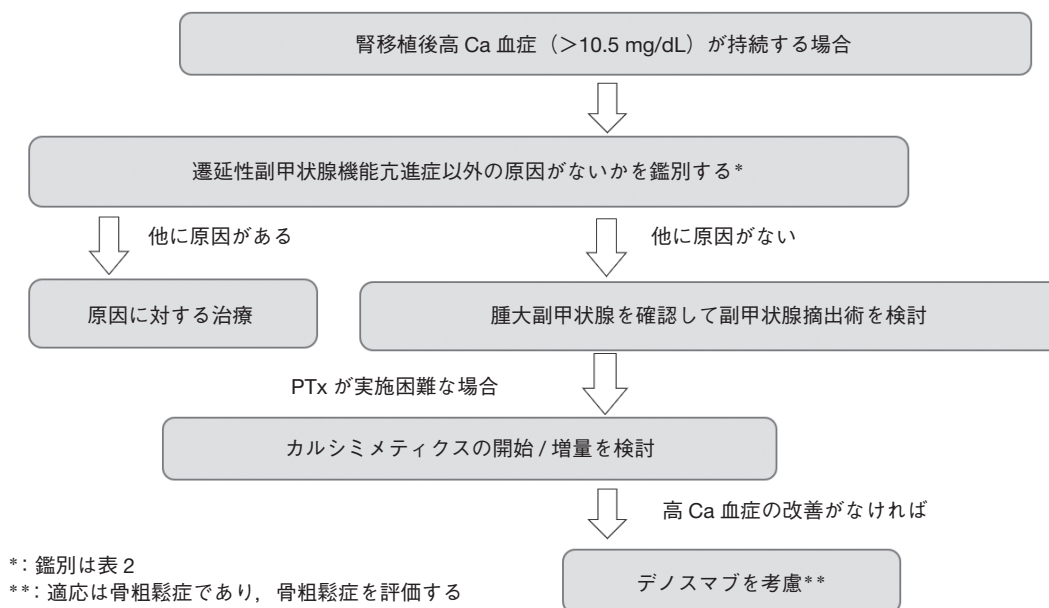 腎移植後高 Ca 血症（＞10.5 mg/dL）が持続する場合
遷延性副甲状腺機能亢進症以外の原因がないかを鑑別する*
他に原因がある
他に原因がない
原因に対する治療
腫大副甲状腺を確認して副甲状腺摘出術を検討
PTx が実施困難な場合
カルシミメティクスの開始 / 増量を検討
高 Ca 血症の改善がなければ
デノスマブを考慮**
*：鑑別は表 2
**：適応は骨粗鬆症であり，骨粗鬆症を評価する